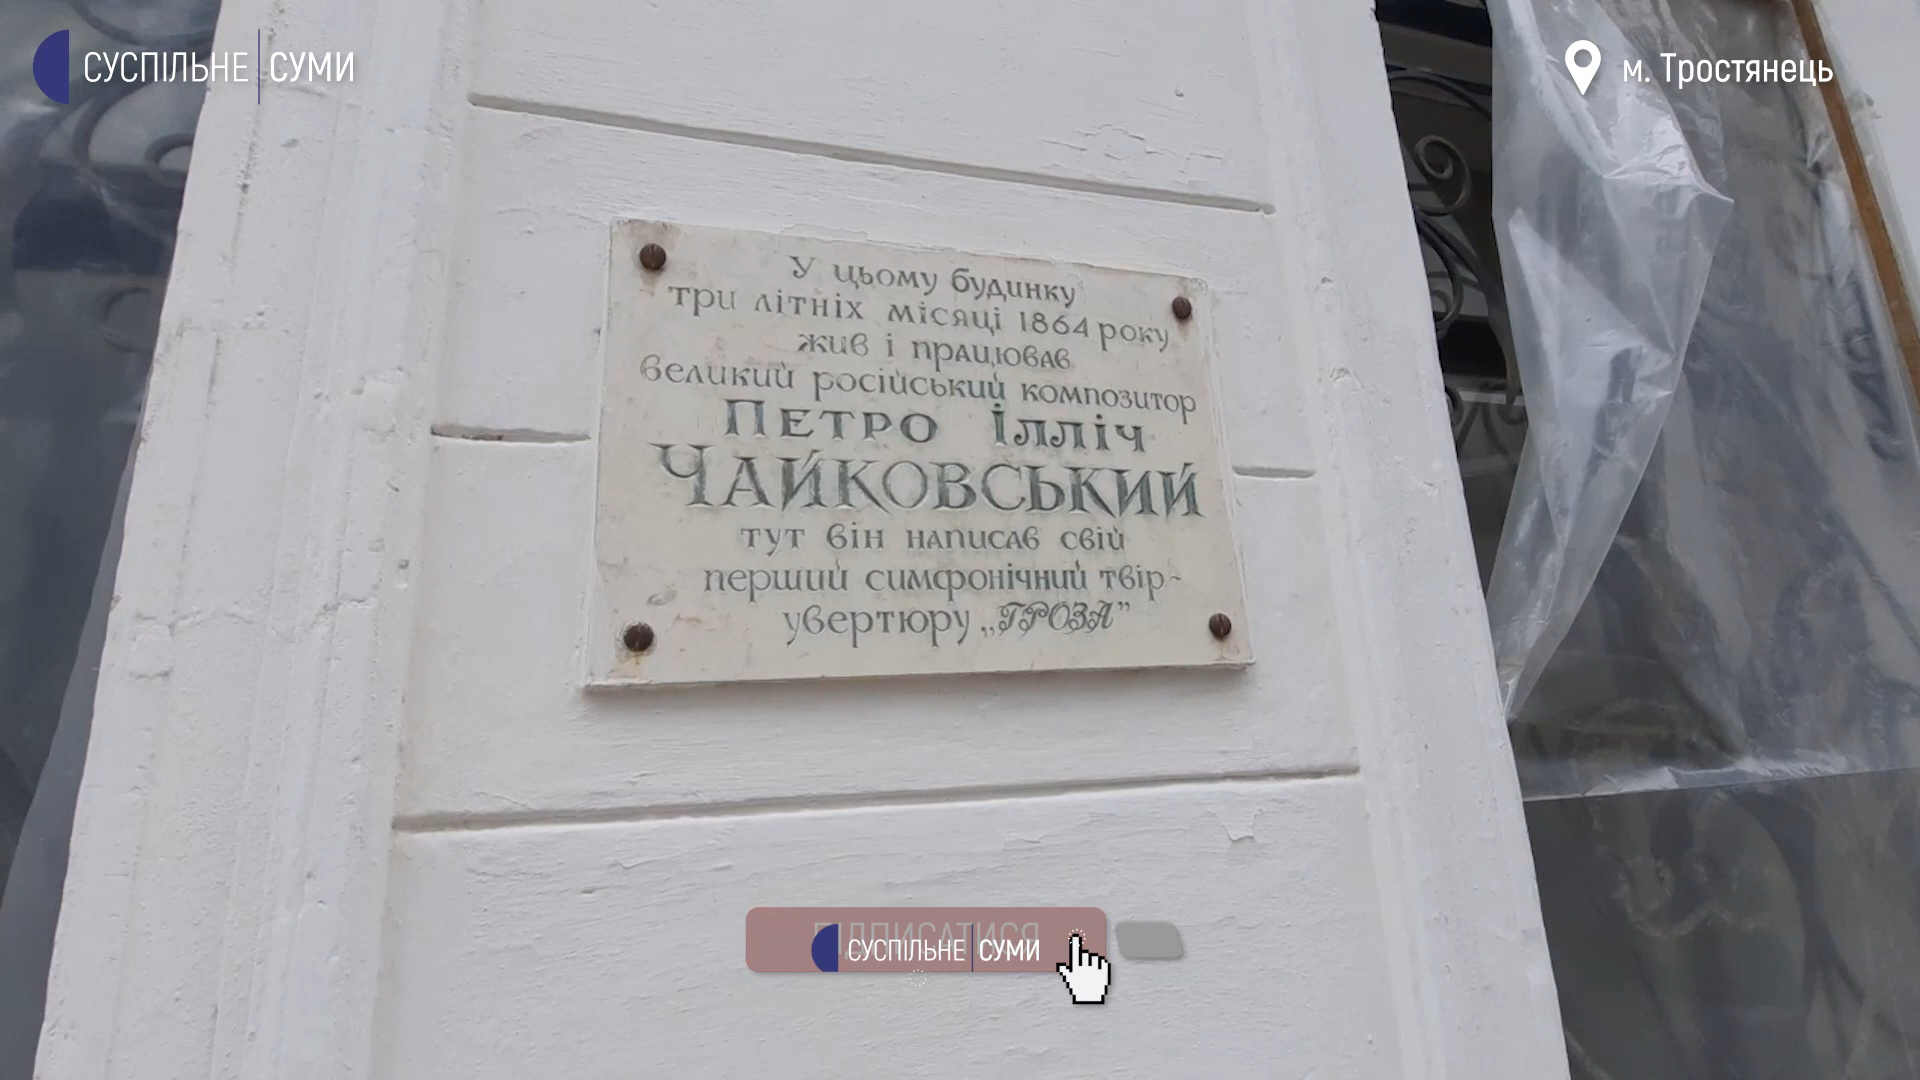 СУСПІЛЬНЕ СУМИ
м. Тростянець
У цьому будинку
три літніх місяці 1864 року
жив і працював
великий російський композитор
ПЕТРО ІЛЛІЧ
ЧАЙКОВСЬКИЙ
тут він написав свій
перший симфонічний твір-
увертюру „ГРОЗА”
ПІДПИСАТИСЯ
СУСПІЛЬНЕ СУМИ